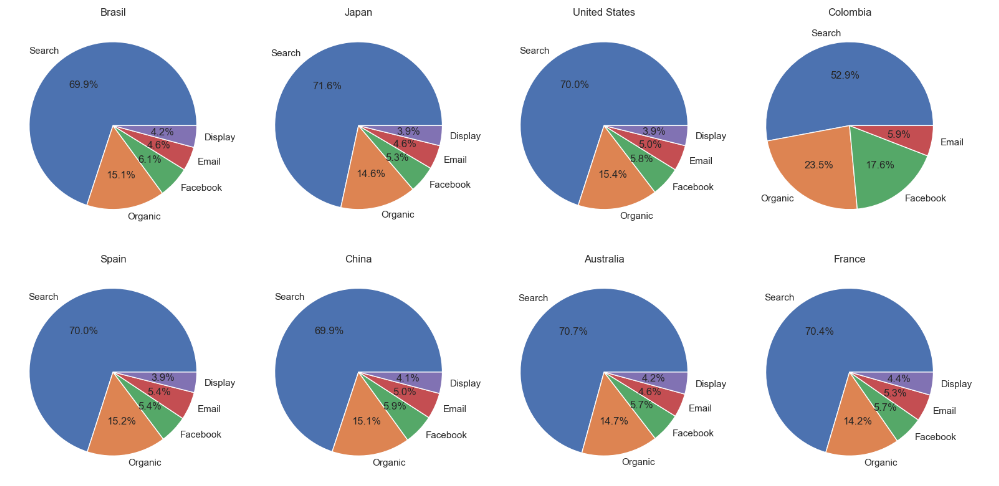 Brasil
Search
69.9%
4.2%
Display
4.6%
Email
6.1%
Facebook
15.1%
Organic
Japan
Search
71.6%
3.9%
Display
4.6%
Email
5.3%
Facebook
14.6%
Organic
United States
Search
70.0%
3.9%
Display
5.0%
Email
5.8%
Facebook
15.4%
Organic
Colombia
Search
52.9%
5.9%
Email
23.5%
17.6%
Organic
Facebook
Spain
Search
70.0%
3.9%
Display
5.4%
Email
5.4%
Facebook
15.2%
Organic
China
Search
69.9%
4.1%
Display
5.0%
Email
5.9%
Facebook
15.1%
Organic
Australia
Search
70.7%
4.2%
Display
4.6%
Email
5.7%
Facebook
14.7%
Organic
France
Search
70.4%
4.4%
Display
5.3%
Email
5.7%
Facebook
14.2%
Organic